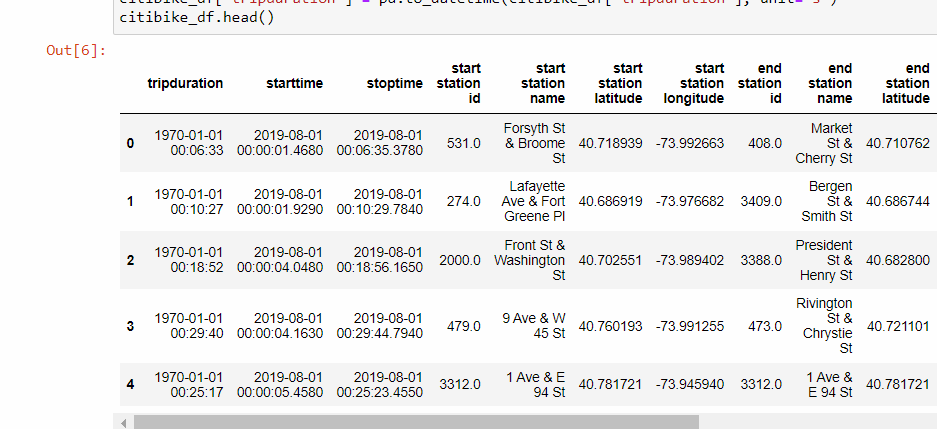 citibike_df['tripduration'] = pd.to_datetime(citibike_df['tripduration'], unit='s')
citibike_df.head()
Out[6]:
tripduration starttime stoptime start station id start station name start station latitude start station longitude end station id end station name end station latitude
0 1970-01-01 00:06:33 2019-08-01 00:00:01.4680 2019-08-01 00:06:35.3780 531.0 Forsyth St & Broome St 40.718939 -73.992663 408.0 Market St & Cherry St 40.710762
1 1970-01-01 00:10:27 2019-08-01 00:00:01.9290 2019-08-01 00:10:29.7840 274.0 Lafayette Ave & Fort Greene Pl 40.686919 -73.976682 3409.0 Bergen St & Smith St 40.686744
2 1970-01-01 00:18:52 2019-08-01 00:00:04.0480 2019-08-01 00:18:56.1650 2000.0 Front St & Washington St 40.702551 -73.989402 3388.0 President St & Henry St 40.682800
3 1970-01-01 00:29:40 2019-08-01 00:00:04.1630 2019-08-01 00:29:44.7940 479.0 9 Ave & W 45 St 40.760193 -73.991255 473.0 Rivington St & Chrystie St 40.721101
4 1970-01-01 00:25:17 2019-08-01 00:00:05.4580 2019-08-01 00:25:23.4550 3312.0 1 Ave & E 94 St 40.781721 -73.945940 3312.0 1 Ave & E 94 St 40.781721